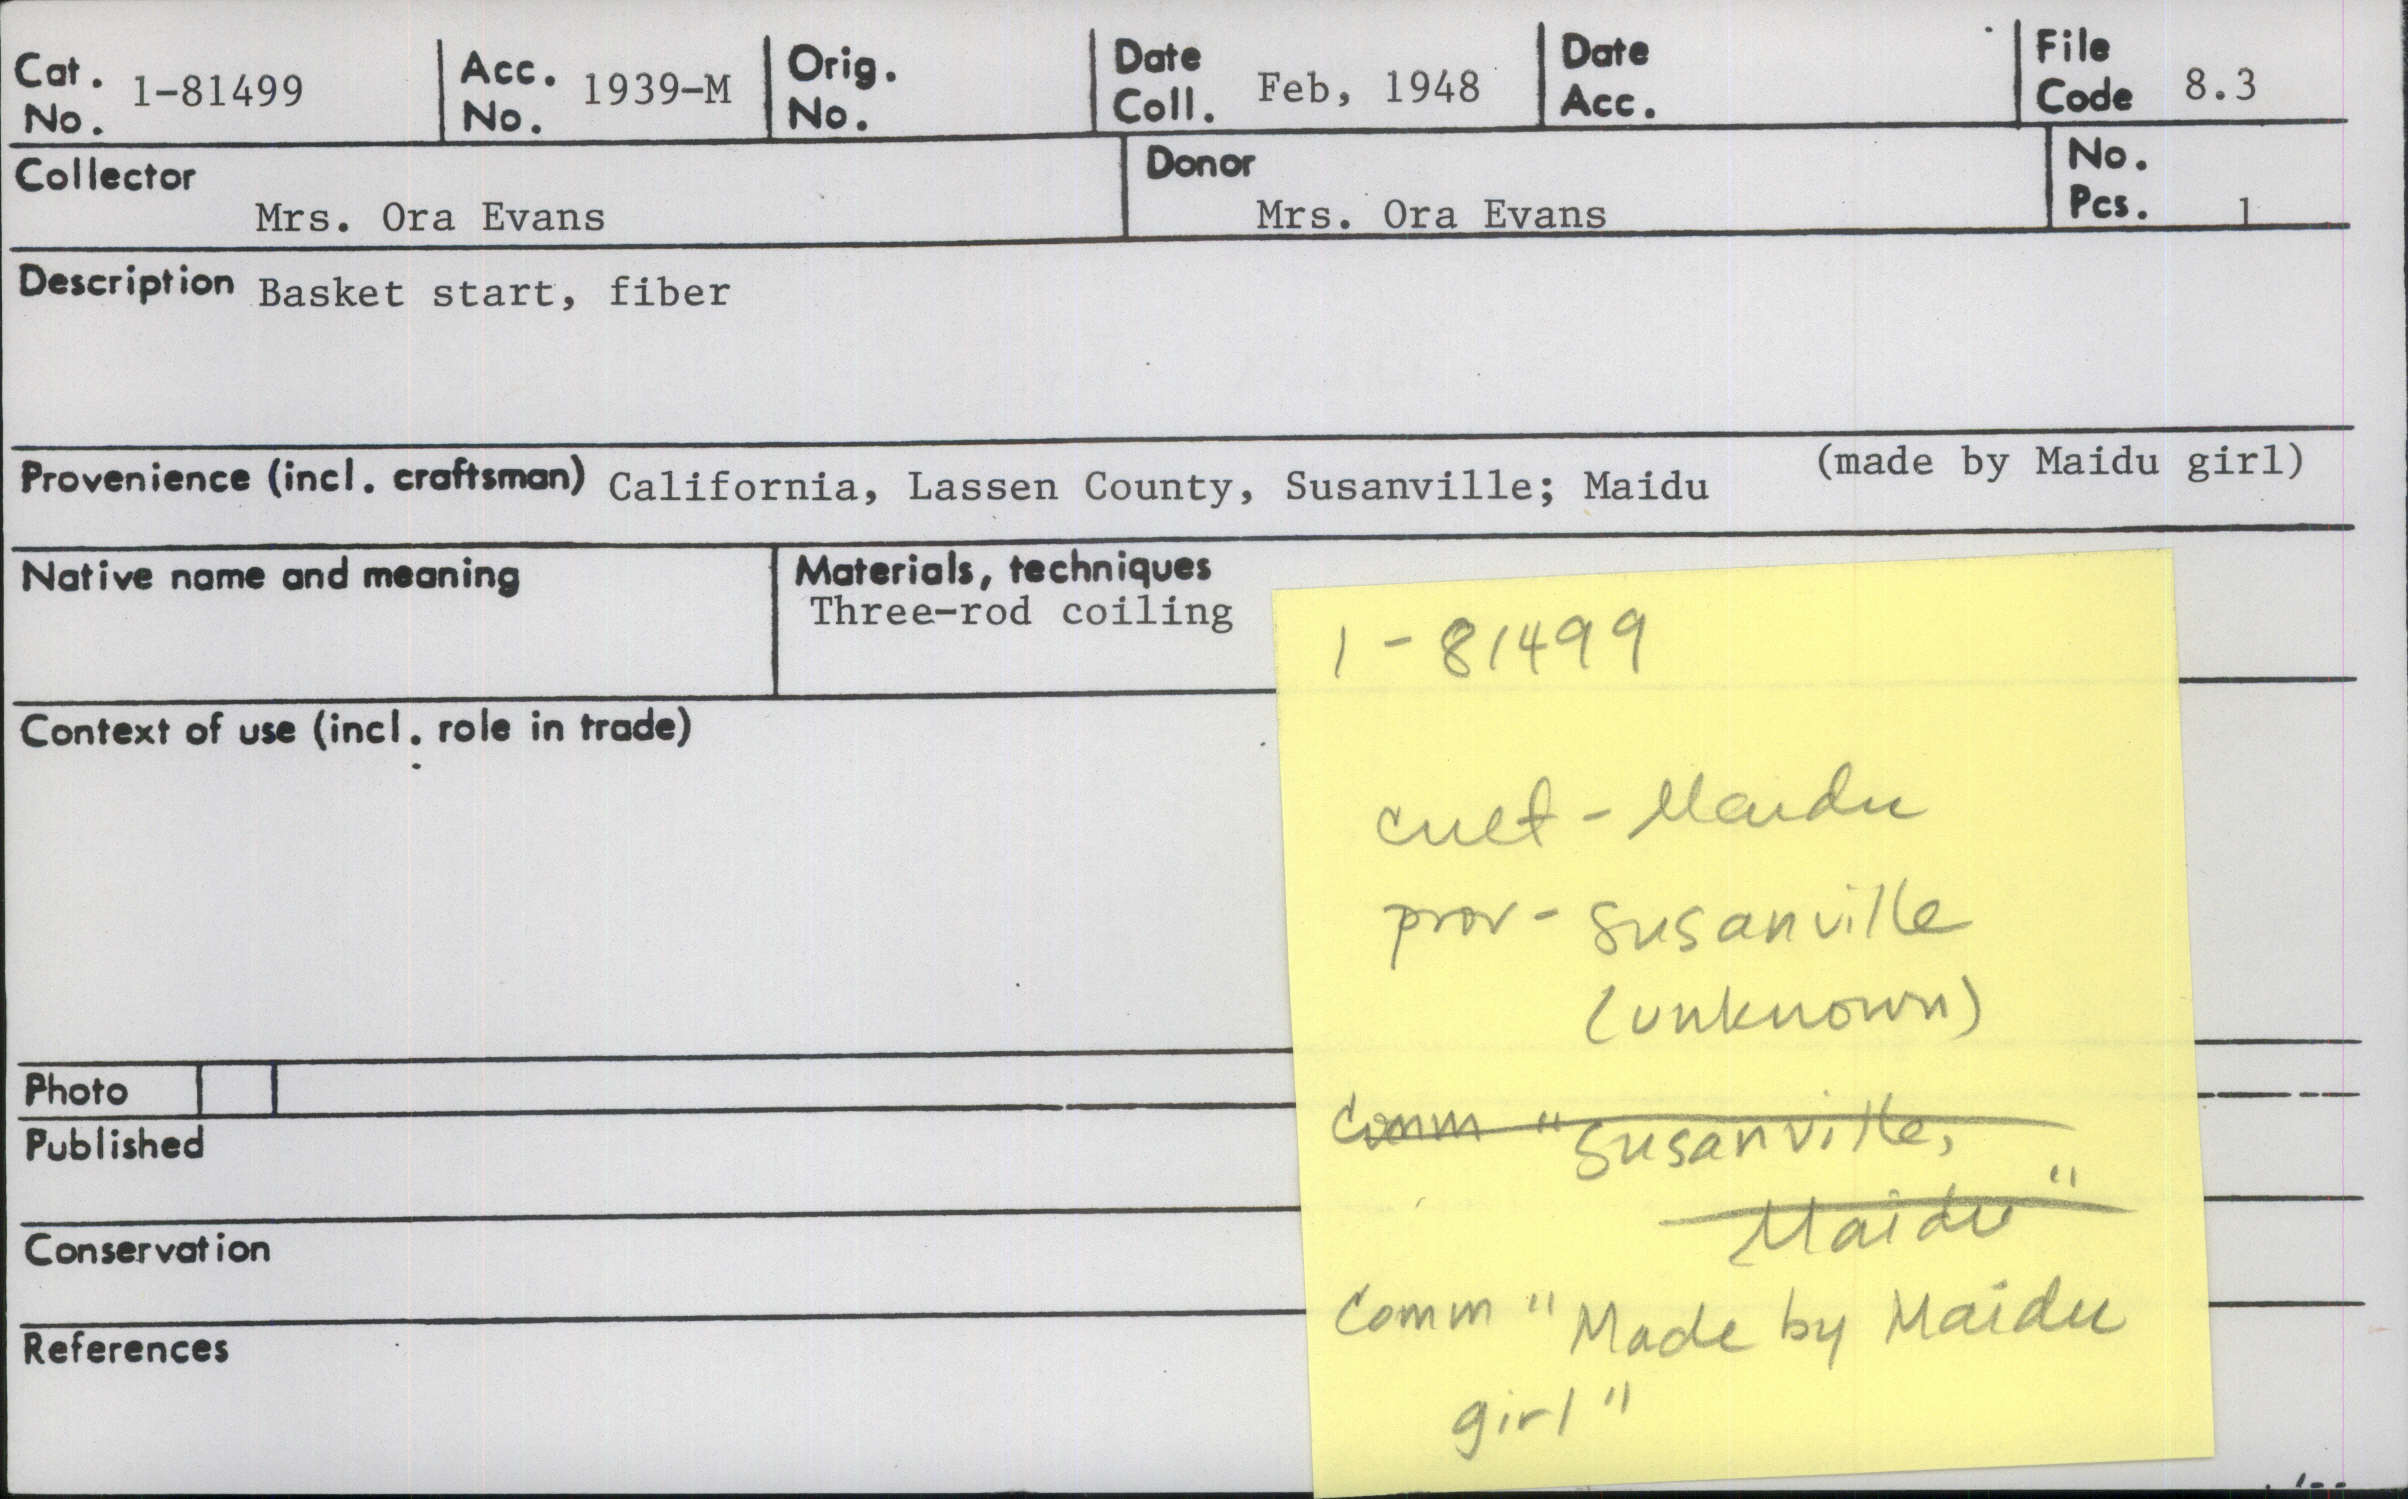 Cat. No. 1-81499 Acc. No. 1939-M Orig. No. Date Coll. Feb, 1948 Date Acc. File Code 8.3
Collector Mrs. Ora Evans Donor Mrs. Ora Evans No. Pcs. 1
Description Basket start, fiber
Provenience (incl. craftsman) California, Lassen County, Susanville; Maidu (made by Maidu girl)
Native name and meaning Materials, techniques
Three-rod coiling
Context of use (incl. role in trade)
Photo
Published
Conservation
References
1-81499
cult - Maidu
prov - Susanville
(unknown)
Comm "Susanville,
Maidu"
Comm "Made by Maidu
girl"